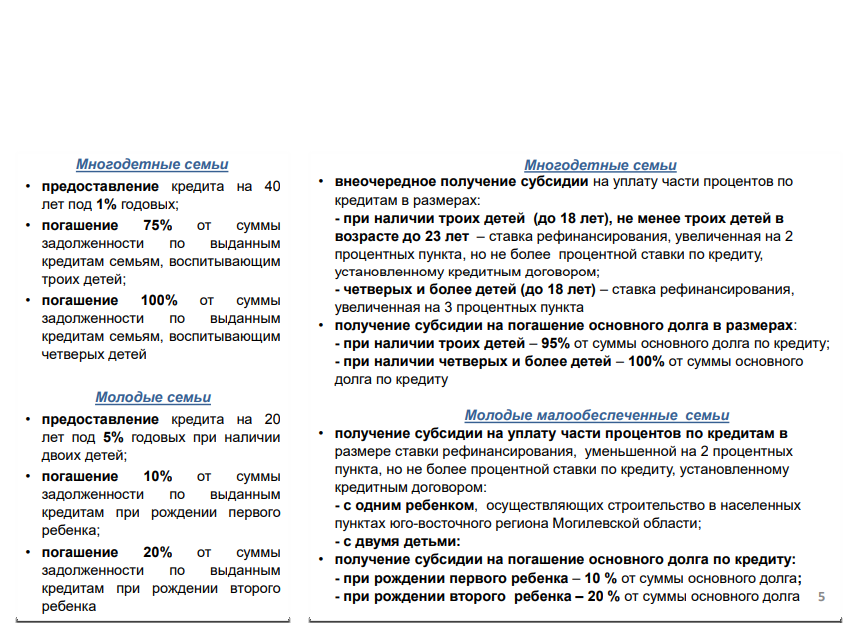 Многодетные семьи
• предоставление кредита на 40
лет под 1% годовых;
• погашение 75% от суммы
задолженности по выданным
кредитам семьям, воспитывающим
троих детей;
• погашение 100% от суммы
задолженности по выданным
кредитам семьям, воспитывающим
четверых детей
Молодые семьи
• предоставление кредита на 20
лет под 5% годовых при наличии
двоих детей;
• погашение 10% от суммы
задолженности по выданным
кредитам при рождении первого
ребенка;
• погашение 20% от суммы
задолженности по выданным
кредитам при рождении второго
ребенка
Многодетные семьи
• внеочередное получение субсидии на уплату части процентов по
кредитам в размерах:
- при наличии троих детей (до 18 лет), не менее троих детей в
возрасте до 23 лет – ставка рефинансирования, увеличенная на 2
процентных пункта, но не более процентной ставки по кредиту,
установленному кредитным договором;
- четверых и более детей (до 18 лет) – ставка рефинансирования,
увеличенная на 3 процентных пункта
• получение субсидии на погашение основного долга в размерах:
- при наличии троих детей – 95% от суммы основного долга по кредиту;
- при наличии четверых и более детей – 100% от суммы основного
долга по кредиту
Молодые малообеспеченные семьи
• получение субсидии на уплату части процентов по кредитам в
размере ставки рефинансирования, уменьшенной на 2 процентных
пункта, но не более процентной ставки по кредиту, установленному
кредитным договором:
- с одним ребенком, осуществляющих строительство в населенных
пунктах юго-восточного региона Могилевской области;
- с двумя детьми:
• получение субсидии на погашение основного долга по кредиту:
- при рождении первого ребенка – 10 % от суммы основного долга;
- при рождении второго ребенка – 20 % от суммы основного долга
5